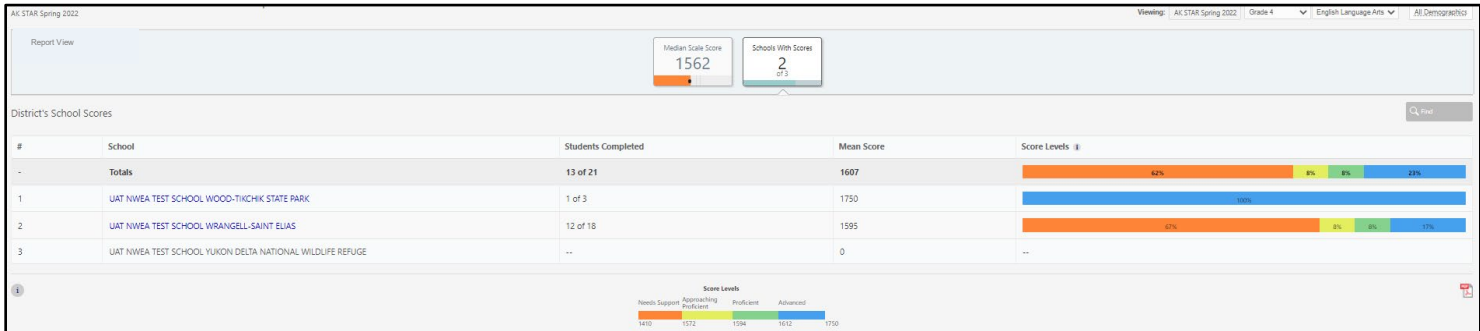 AK STAR Spring 2022
Viewing: AK STAR Spring 2022 Grade 4 English Language Arts All Demographics
Report View
Median Scale Score
1562
Schools With Scores
2
of 3
District's School Scores
Find
# School Students Completed Mean Score Score Levels i
- Totals 13 of 21 1607 62% 8% 8% 23%
1 UAT NWEA TEST SCHOOL WOOD-TIKCHIK STATE PARK 1 of 3 1750 100%
2 UAT NWEA TEST SCHOOL WRANGELL-SAINT ELIAS 12 of 18 1595 67% 8% 17%
3 UAT NWEA TEST SCHOOL YUKON DELTA NATIONAL WILDLIFE REFUGE -- 0 --
i
Score Levels
Needs Support Approaching Proficient Proficient Advanced
1410 1572 1594 1612 1750